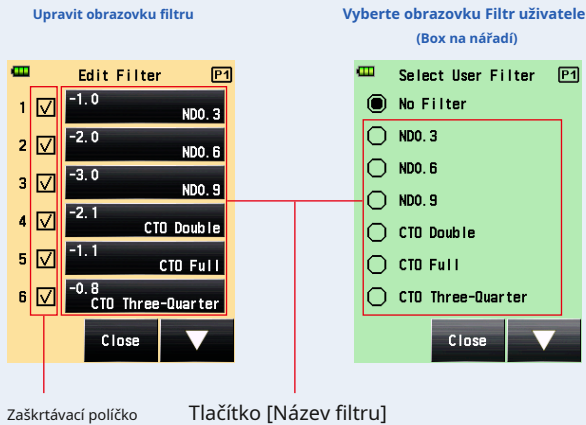 Upravit obrazovku filtru
Vyberte obrazovku Filtr uživatele
(Box na nářadí)
Edit Filter P1
1 -1.0 ND0.3
2 -2.0 ND0.6
3 -3.0 ND0.9
4 -2.1 CTO Double
5 -1.1 CTO Full
6 -0.8 CTO Three-Quarter
Close
Select User Filter P1
No Filter
ND0.3
ND0.6
ND0.9
CTO Double
CTO Full
CTO Three-Quarter
Close
Zaškrtávací políčko
Tlačítko [Název filtru]